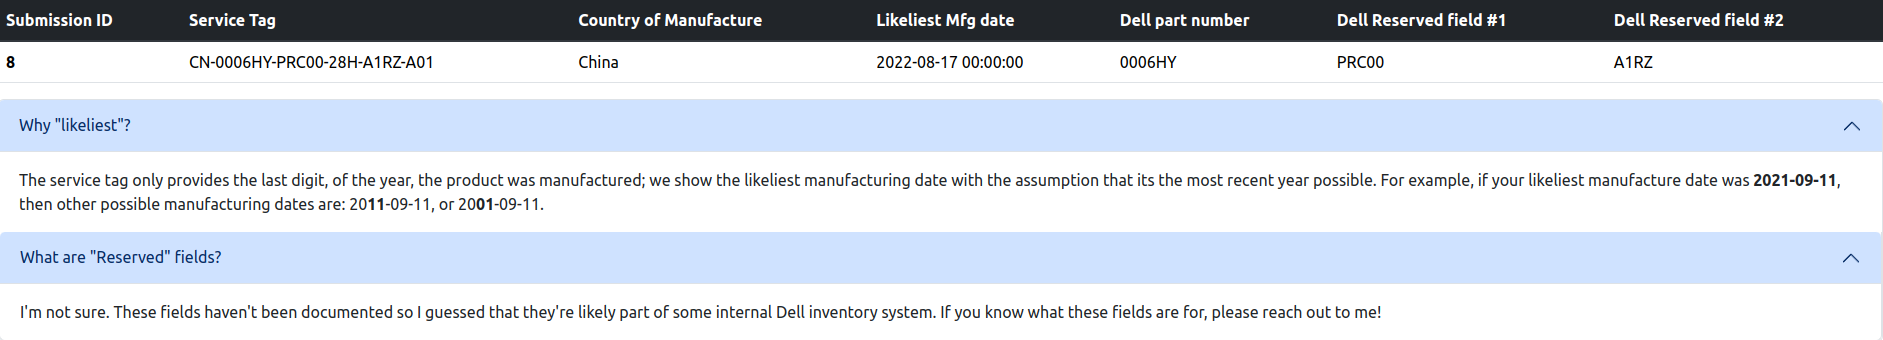 Submission ID Service Tag Country of Manufacture Likeliest Mfg date Dell part number Dell Reserved field #1 Dell Reserved field #2
8 CN-0006HY-PRC00-28H-A1RZ-A01 China 2022-08-17 00:00:00 0006HY PRC00 A1RZ
Why "likeliest"?
The service tag only provides the last digit, of the year, the product was manufactured; we show the likeliest manufacturing date with the assumption that its the most recent year possible. For example, if your likeliest manufacture date was 2021-09-11,
then other possible manufacturing dates are: 2011-09-11, or 2001-09-11.
What are "Reserved" fields?
I'm not sure. These fields haven't been documented so I guessed that they're likely part of some internal Dell inventory system. If you know what these fields are for, please reach out to me!